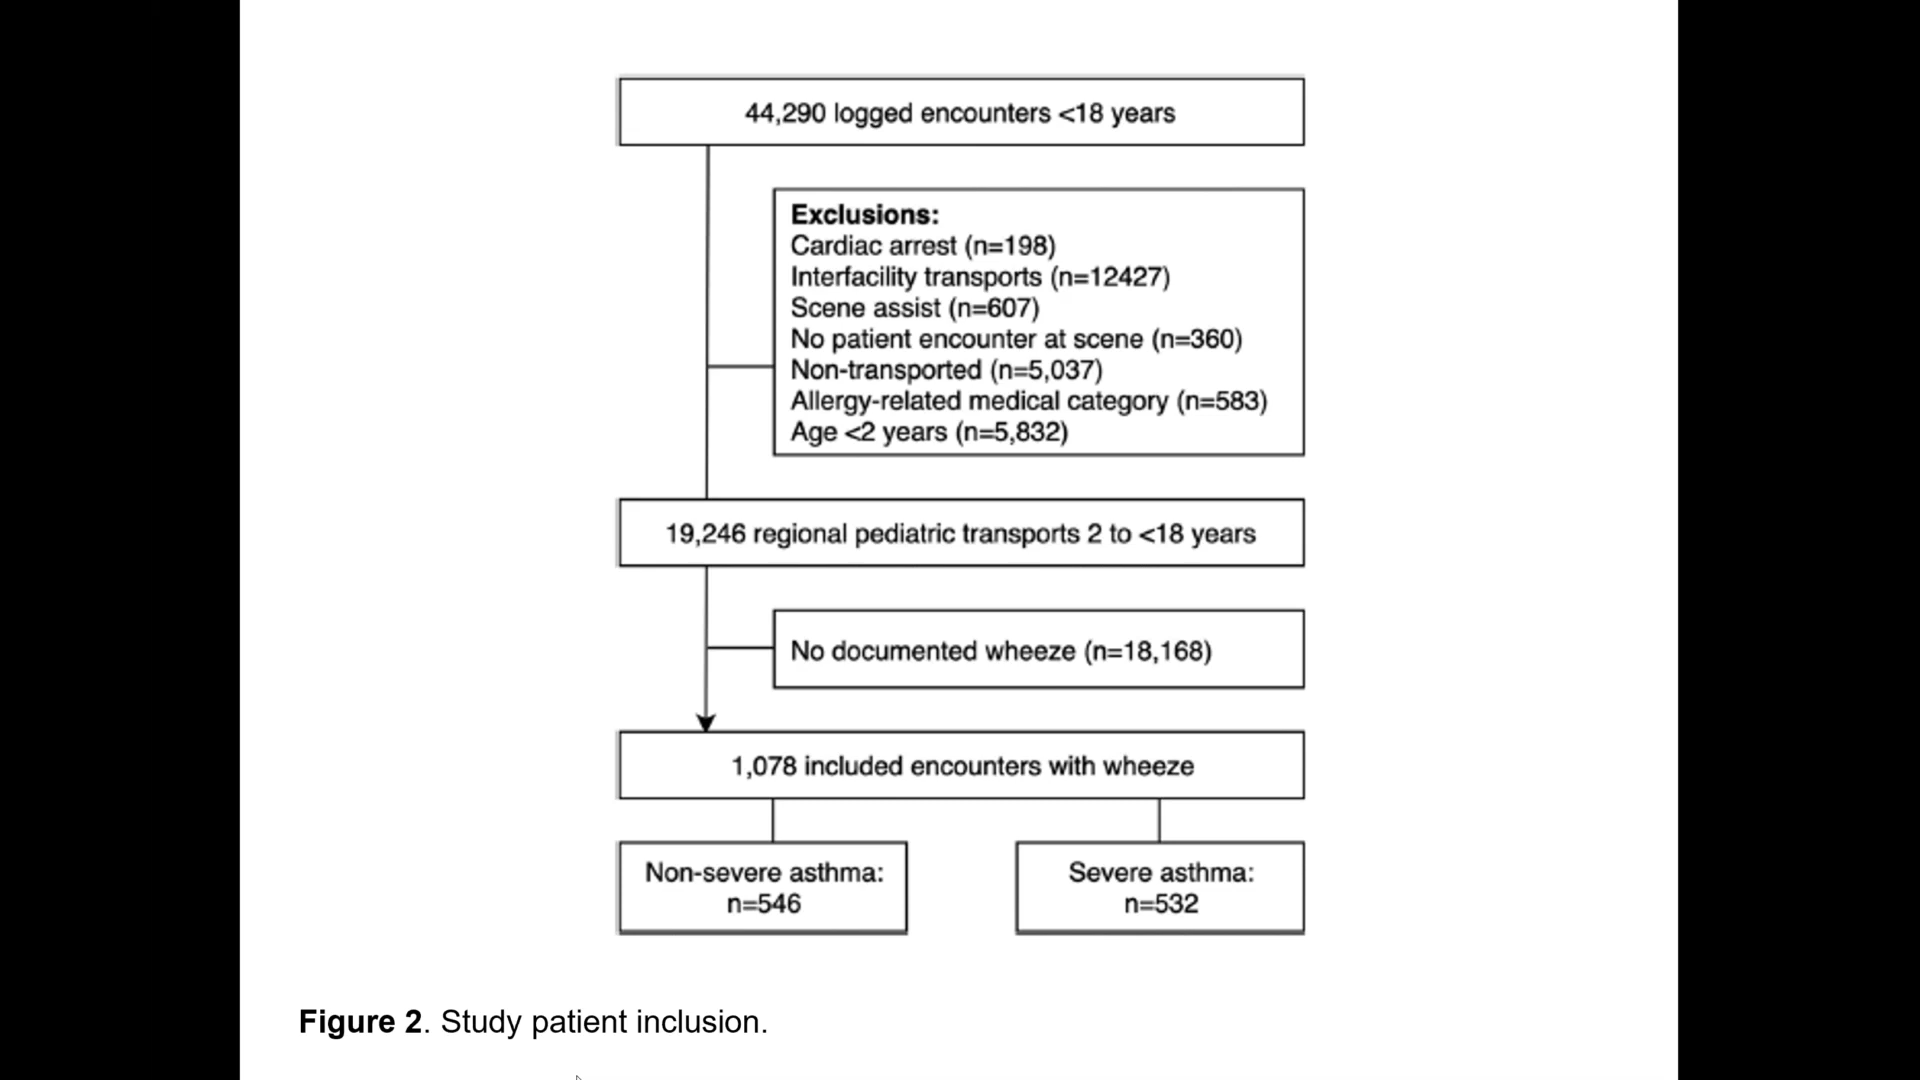 44,290 logged encounters <18 years
Exclusions:
Cardiac arrest (n=198)
Interfacility transports (n=12427)
Scene assist (n=607)
No patient encounter at scene (n=360)
Non-transported (n=5,037)
Allergy-related medical category (n=583)
Age <2 years (n=5,832)
19,246 regional pediatric transports 2 to <18 years
No documented wheeze (n=18,168)
1,078 included encounters with wheeze
Non-severe asthma:
n=546
Severe asthma:
n=532
Figure 2. Study patient inclusion.